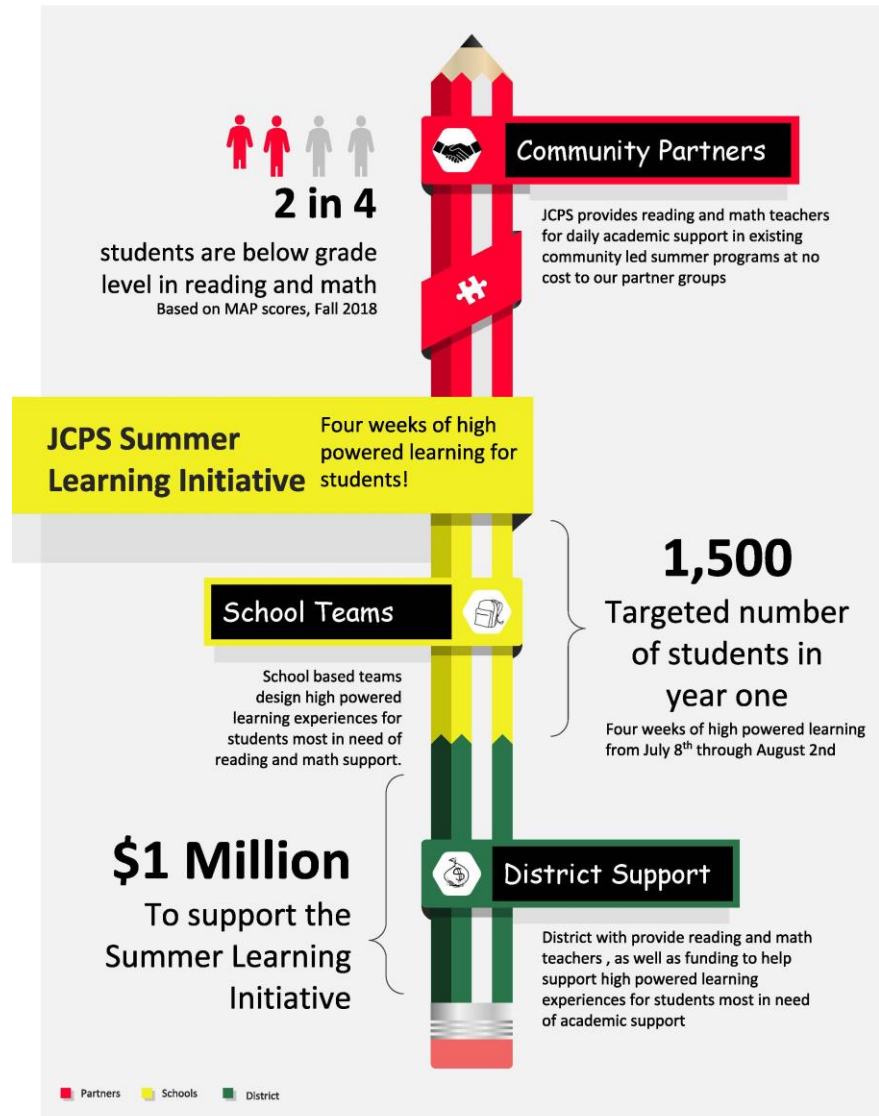 Community Partners
2 in 4
students are below grade
level in reading and math
Based on MAP scores, Fall 2018
JCPS provides reading and math teachers
for daily academic support in existing
community led summer programs at no
cost to our partner groups
JCPS Summer
Learning Initiative
Four weeks of high
powered learning for
students!
School Teams
School based teams
design high powered
learning experiences for
students most in need of
reading and math support.
1,500
Targeted number
of students in
year one
Four weeks of high powered learning
from July 8th through August 2nd
$1 Million
To support the
Summer Learning
Initiative
District Support
District with provide reading and math
teachers , as well as funding to help
support high powered learning
experiences for students most in need
of academic support
Partners
Schools
District